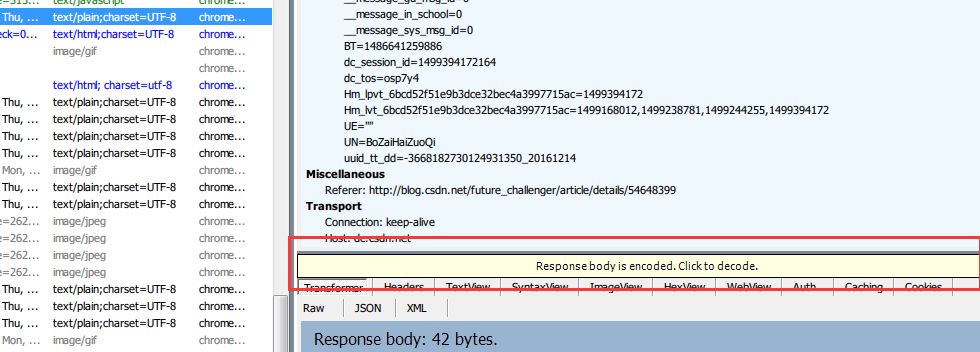 =315... text/javascript chrome...
Thu, ... text/plain;charset=UTF-8 chrome...
eck=0... text/html;charset=UTF-8 chrome...
image/gif chrome...
chrome...
text/html; charset=utf-8 chrome...
Thu, ... text/plain;charset=UTF-8 chrome...
Thu, ... text/plain;charset=UTF-8 chrome...
Thu, ... text/plain;charset=UTF-8 chrome...
Mon, ... image/gif chrome...
Thu, ... text/plain;charset=UTF-8 chrome...
Thu, ... text/plain;charset=UTF-8 chrome...
e=262... image/jpeg chrome...
e=262... image/jpeg chrome...
e=262... image/jpeg chrome...
e=262... image/jpeg chrome...
Thu, ... text/plain;charset=UTF-8 chrome...
Thu, ... text/plain;charset=UTF-8 chrome...
Thu, ... text/plain;charset=UTF-8 chrome...
Mon, ... image/gif chrome...
__message_in_school=0
__message_sys_msg_id=0
BT=1486641259886
dc_session_id=1499394172164
dc_tos=osp7y4
Hm_lpvt_6bcd52f51e9b3dce32bec4a3997715ac=1499394172
Hm_lvt_6bcd52f51e9b3dce32bec4a3997715ac=1499168012,1499238781,1499244255,1499394172
UE=""
UN=BoZaiHaiZuoQi
uuid_tt_dd=-3668182730124931350_20161214
Miscellaneous
Referer: http://blog.csdn.net/future_challenger/article/details/54648399
Transport
Connection: keep-alive
Host: dc.csdn.net
Response body is encoded. Click to decode.
Transformer Headers TextView SyntaxView ImageView HexView WebView Auth Caching Cookies
Raw JSON XML
Response body: 42 bytes.